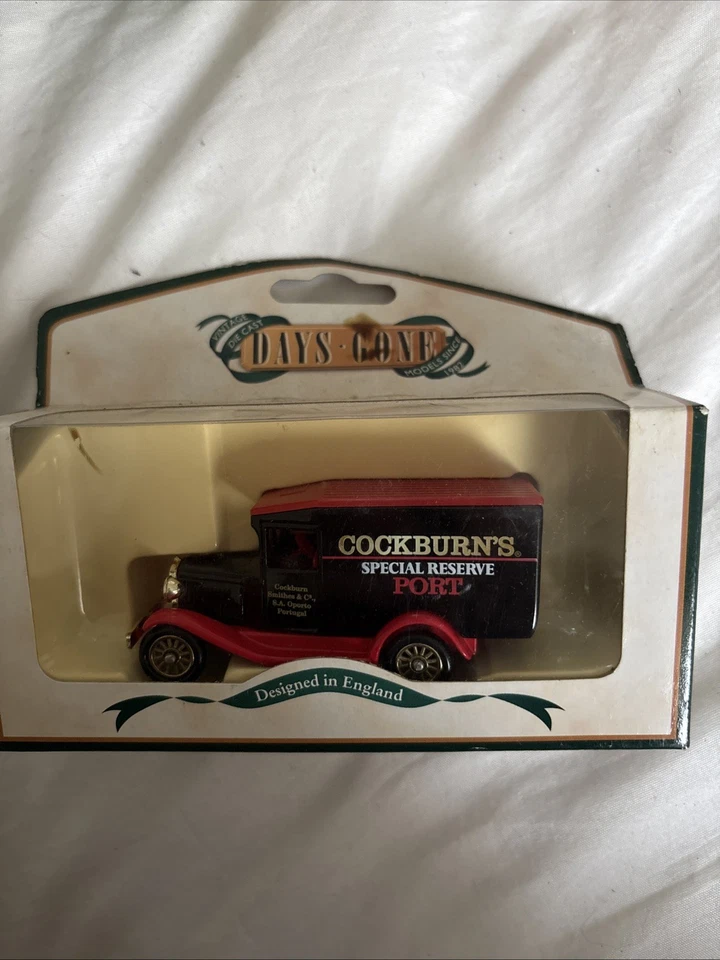 VINTAGE
DIE CAST
DAYS·GONE
MODELS SINCE
1982
COCKBURN'S®
SPECIAL RESERVE
PORT
Cockburn
Smithes & Cº.,
S.A. Oporto
Portugal
Designed in England